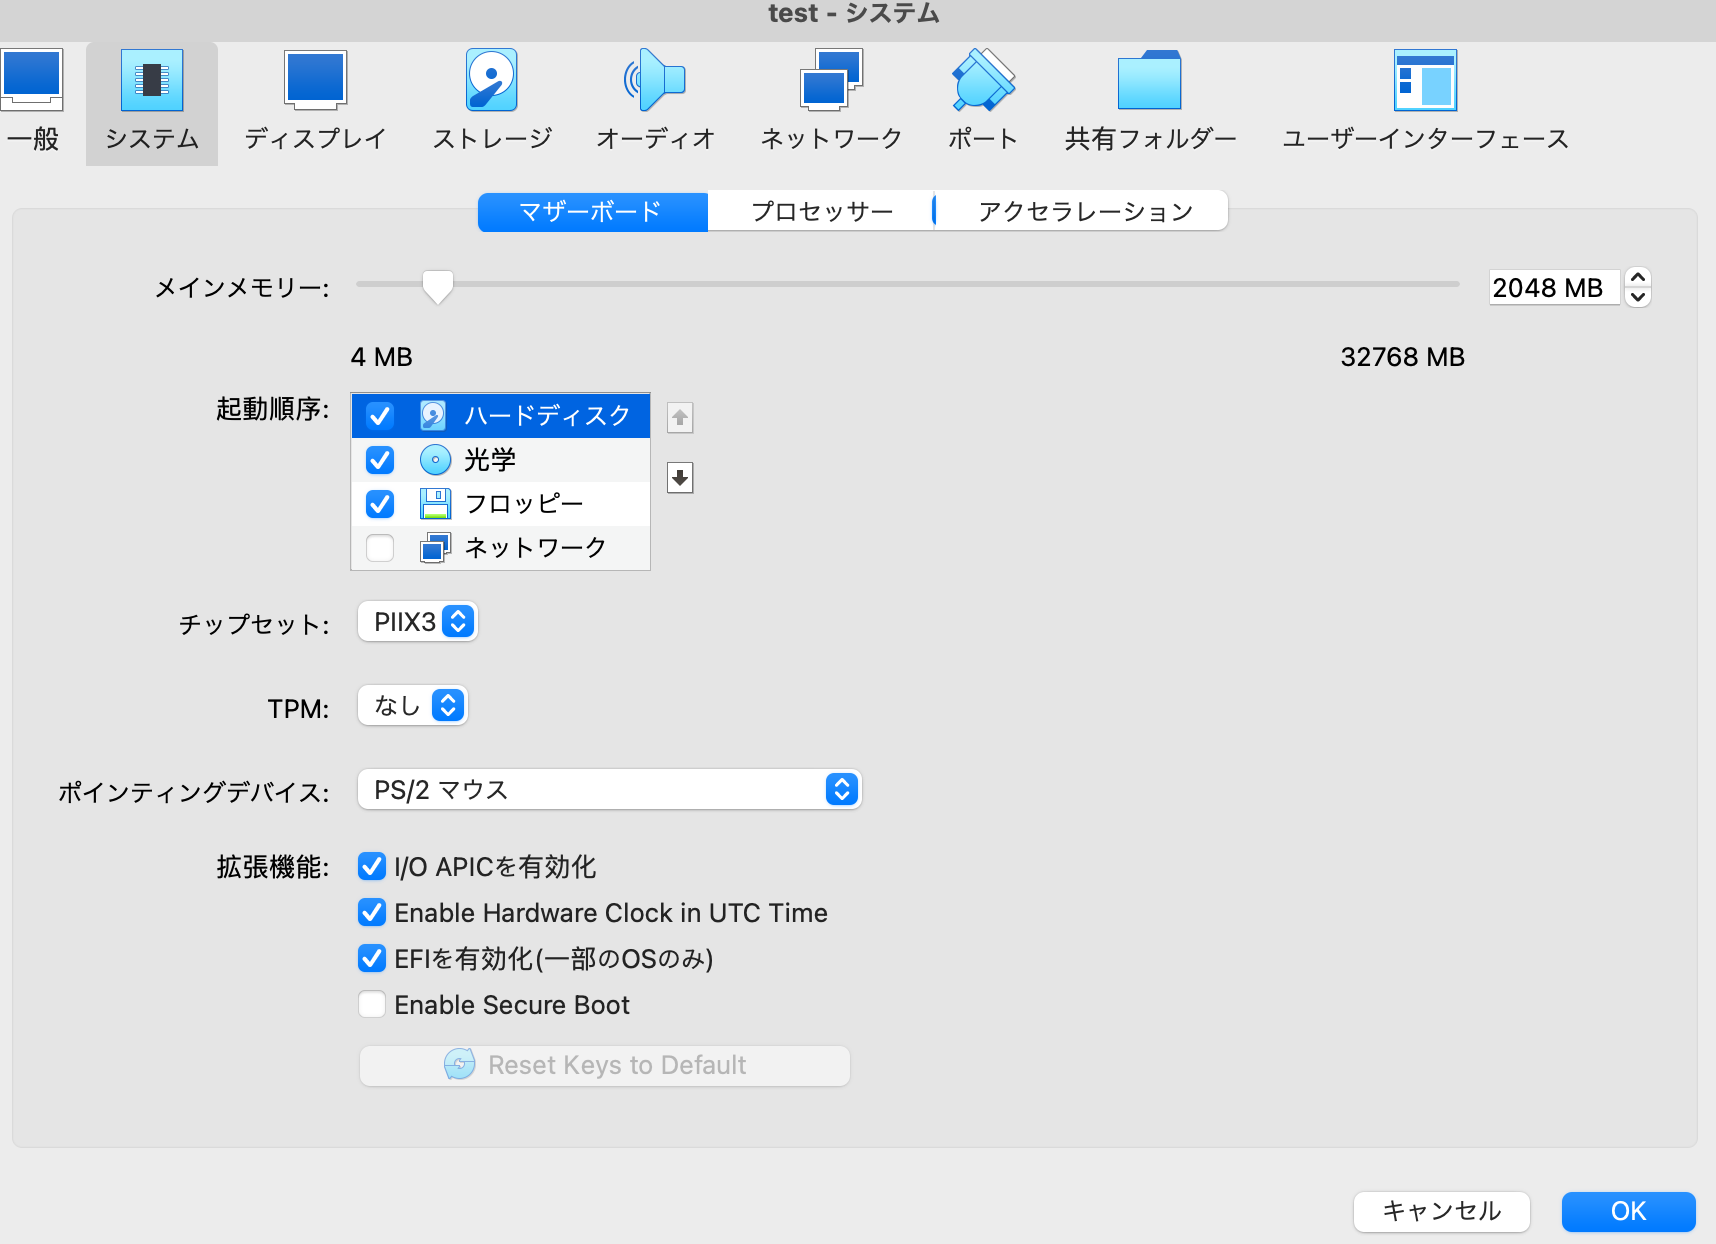 test - システム
一般
システム
ディスプレイ
ストレージ
オーディオ
ネットワーク
ポート
共有フォルダー
ユーザーインターフェース
マザーボード
プロセッサー
アクセラレーション
メインメモリー:
2048 MB
4 MB
32768 MB
起動順序:
ハードディスク
光学
フロッピー
ネットワーク
チップセット:
PIIX3
TPM:
なし
ポインティングデバイス:
PS/2 マウス
拡張機能:
I/O APICを有効化
Enable Hardware Clock in UTC Time
EFIを有効化(一部のOSのみ)
Enable Secure Boot
Reset Keys to Default
キャンセル
OK